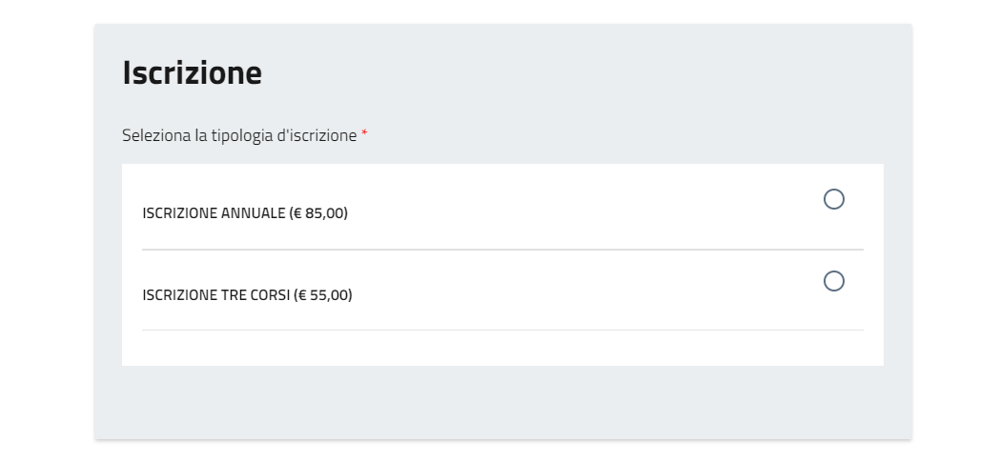 Iscrizione
Seleziona la tipologia d'iscrizione *
ISCRIZIONE ANNUALE (€ 85,00)
ISCRIZIONE TRE CORSI (€ 55,00)